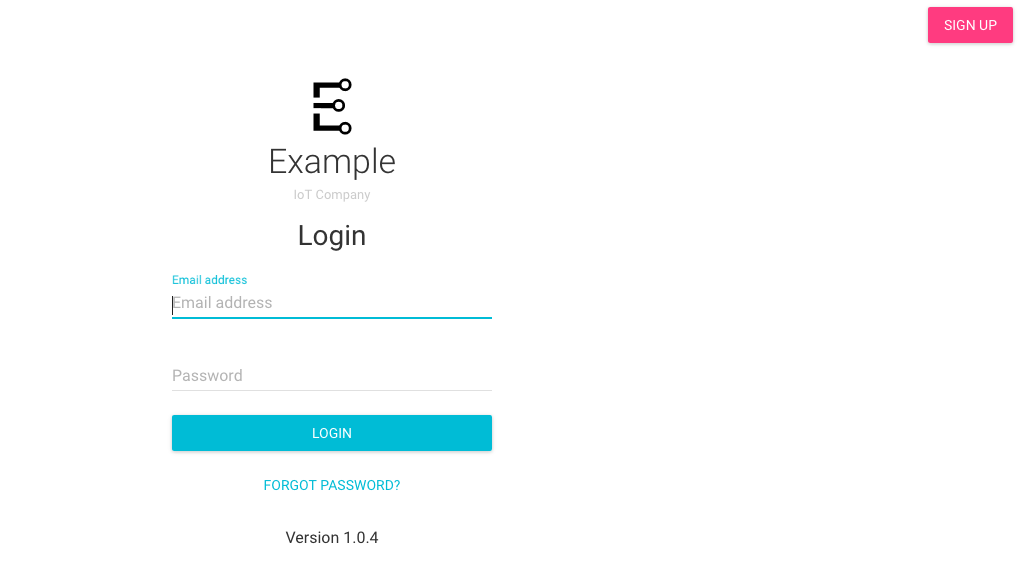 SIGN UP
Example
IoT Company
Login
Email address
Email address
Password
LOGIN
FORGOT PASSWORD?
Version 1.0.4